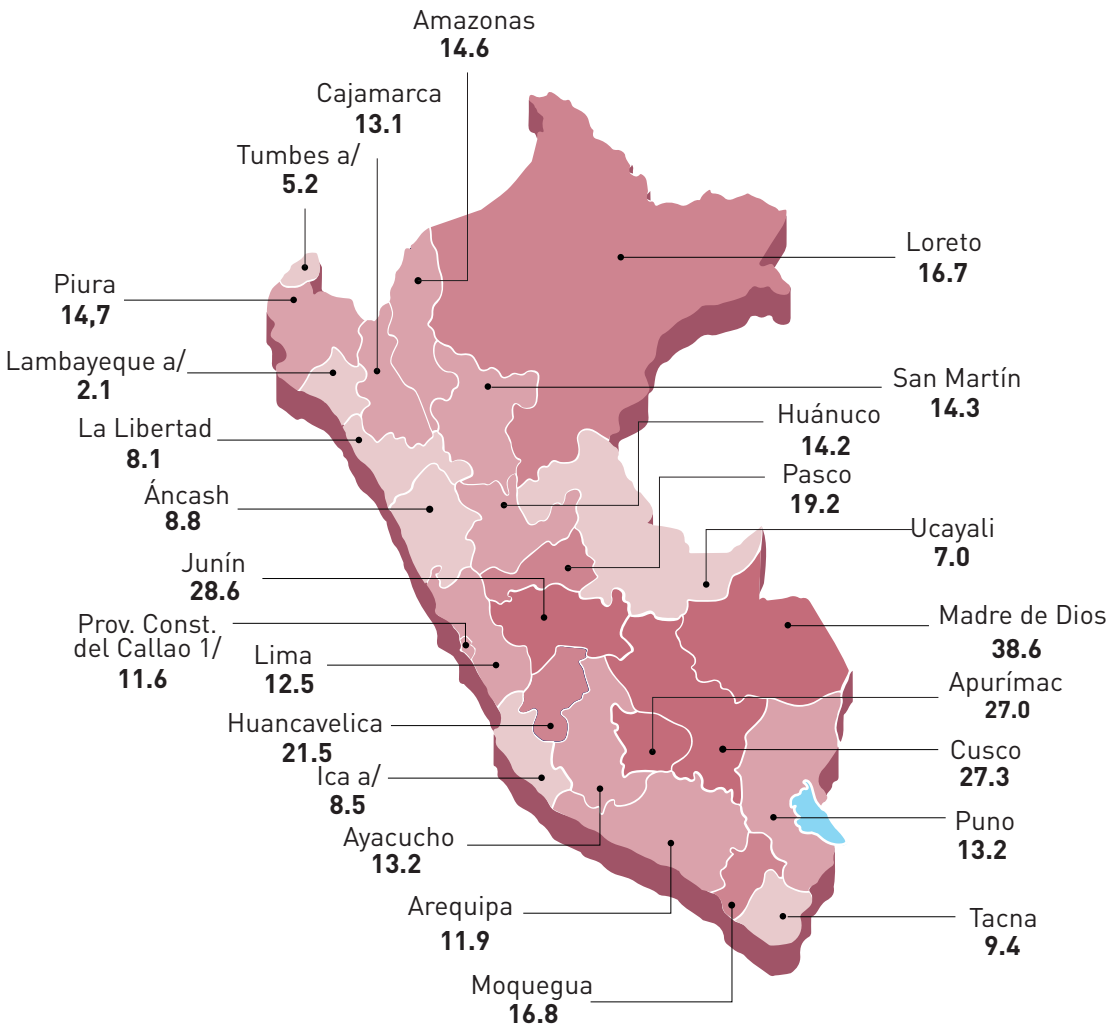 Amazonas
14.6
Cajamarca
13.1
Tumbes a/
5.2
Piura
14,7
Lambayeque a/
2.1
La Libertad
8.1
Áncash
8.8
Junín
28.6
Prov. Const.
del Callao 1/
11.6
Lima
12.5
Huancavelica
21.5
Ica a/
8.5
Ayacucho
13.2
Arequipa
11.9
Moquegua
16.8
Loreto
16.7
San Martín
14.3
Huánuco
14.2
Pasco
19.2
Ucayali
7.0
Madre de Dios
38.6
Apurímac
27.0
Cusco
27.3
Puno
13.2
Tacna
9.4